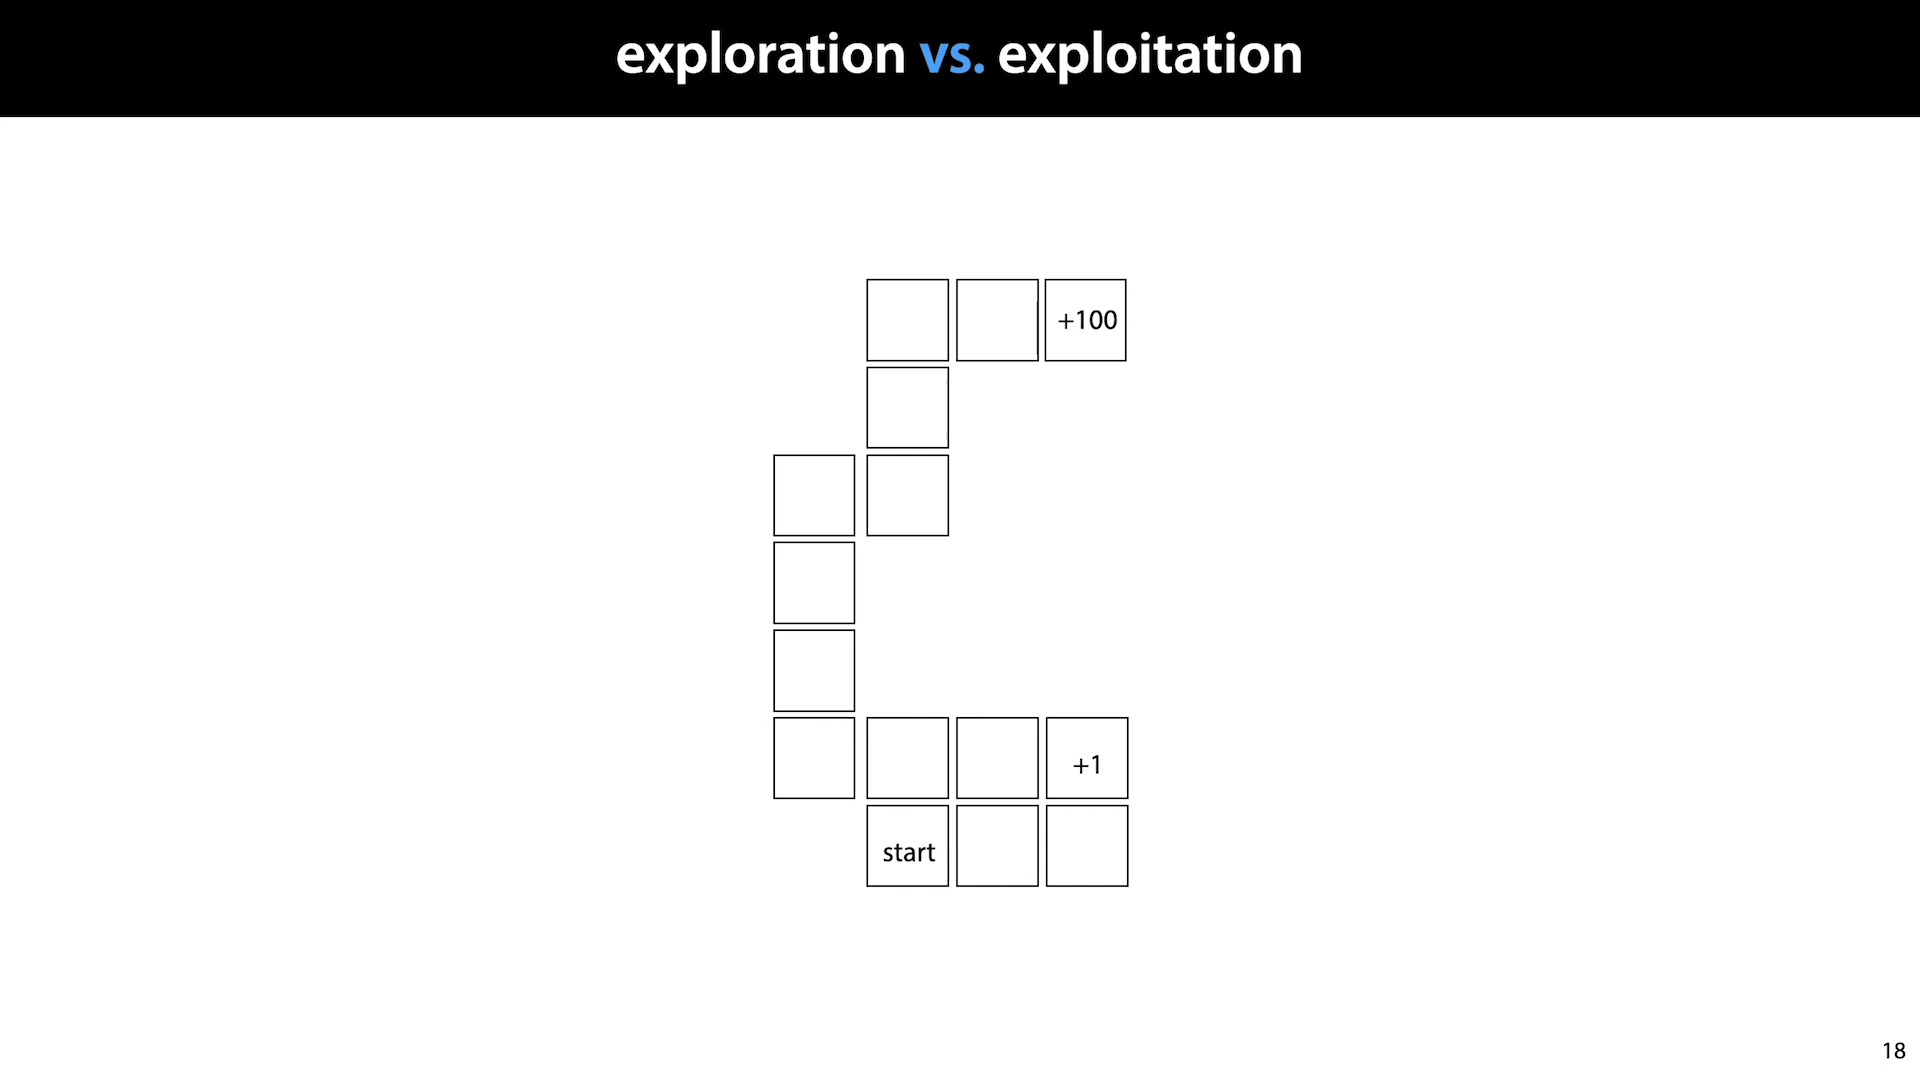 exploration vs. exploitation
+100
+1
start
18